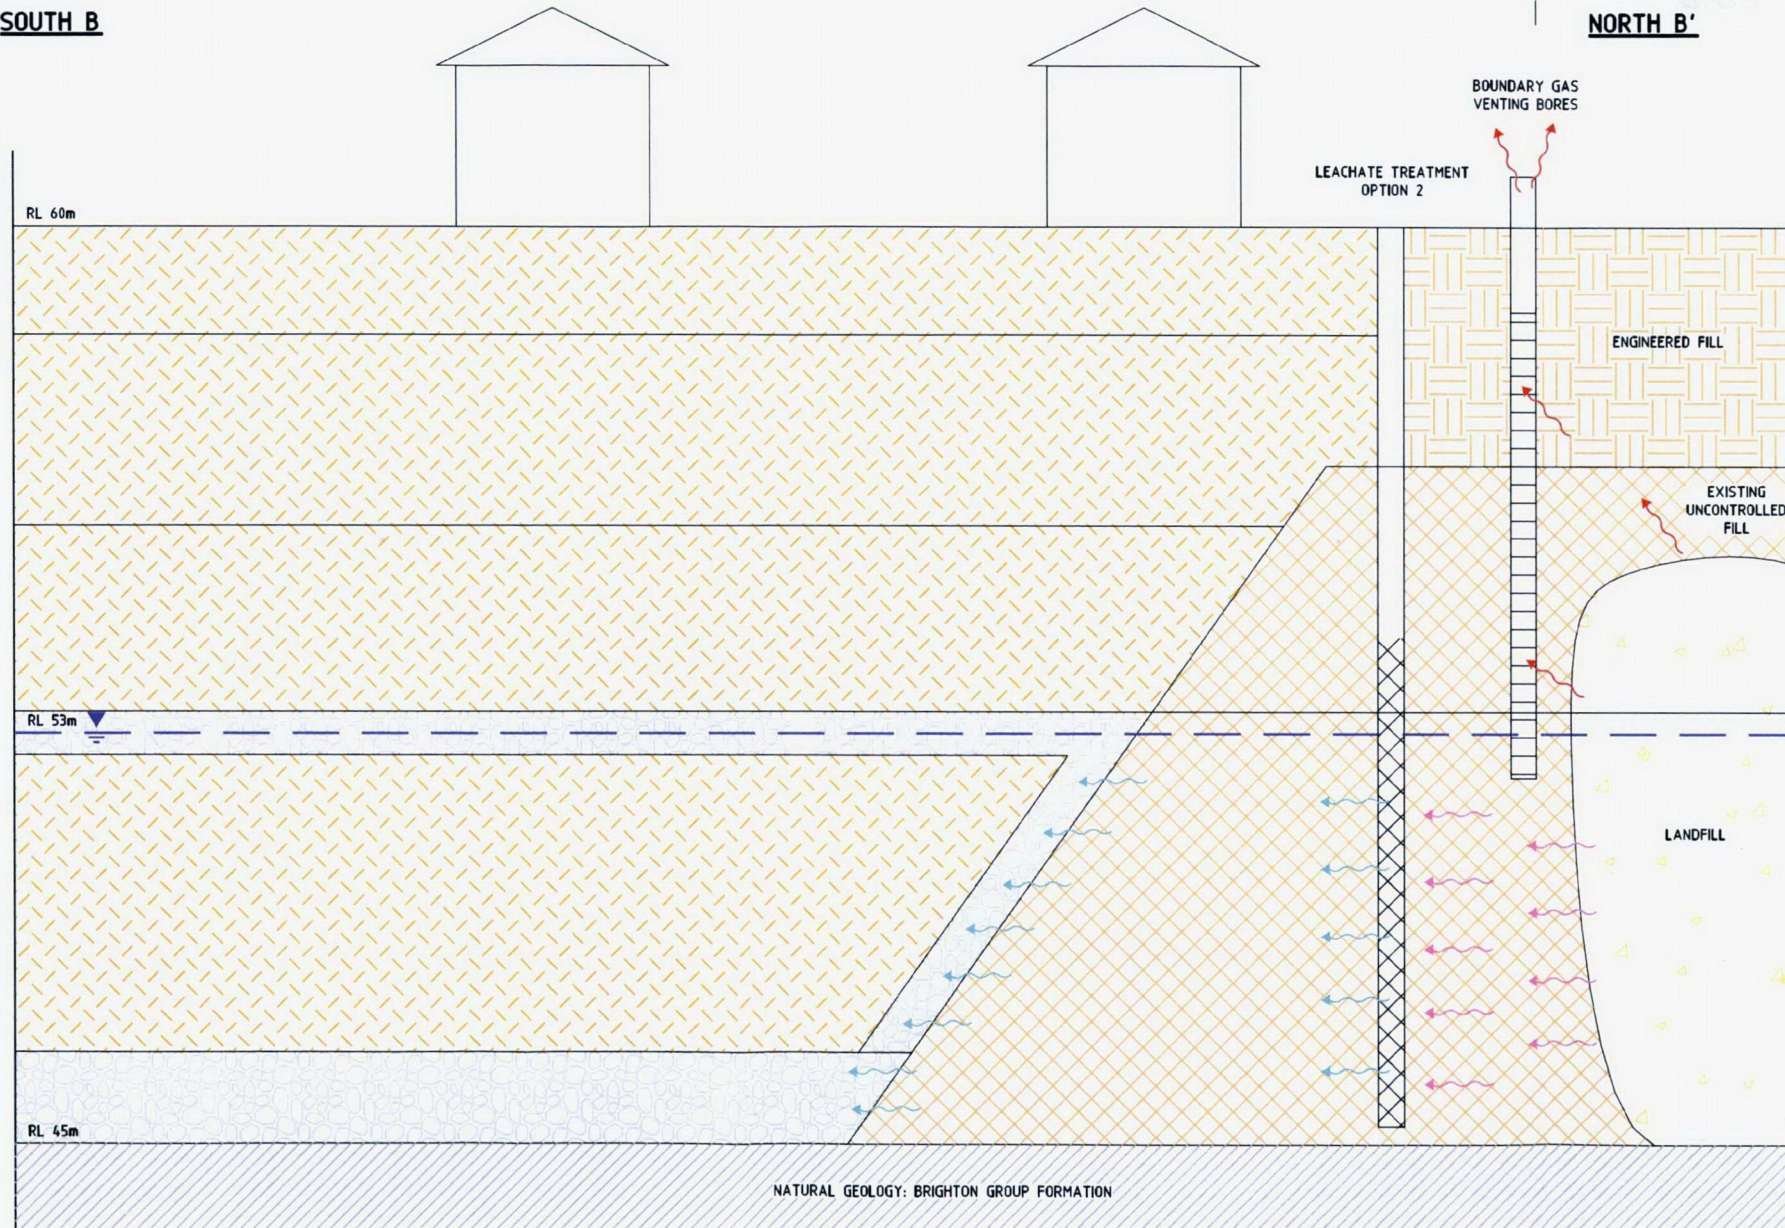 SOUTH B
NORTH B'
BOUNDARY GAS
VENTING BORES
LEACHATE TREATMENT
OPTION 2
RL 60m
ENGINEERED FILL
EXISTING
UNCONTROLLED
FILL
RL 53m
LANDFILL
RL 45m
NATURAL GEOLOGY: BRIGHTON GROUP FORMATION